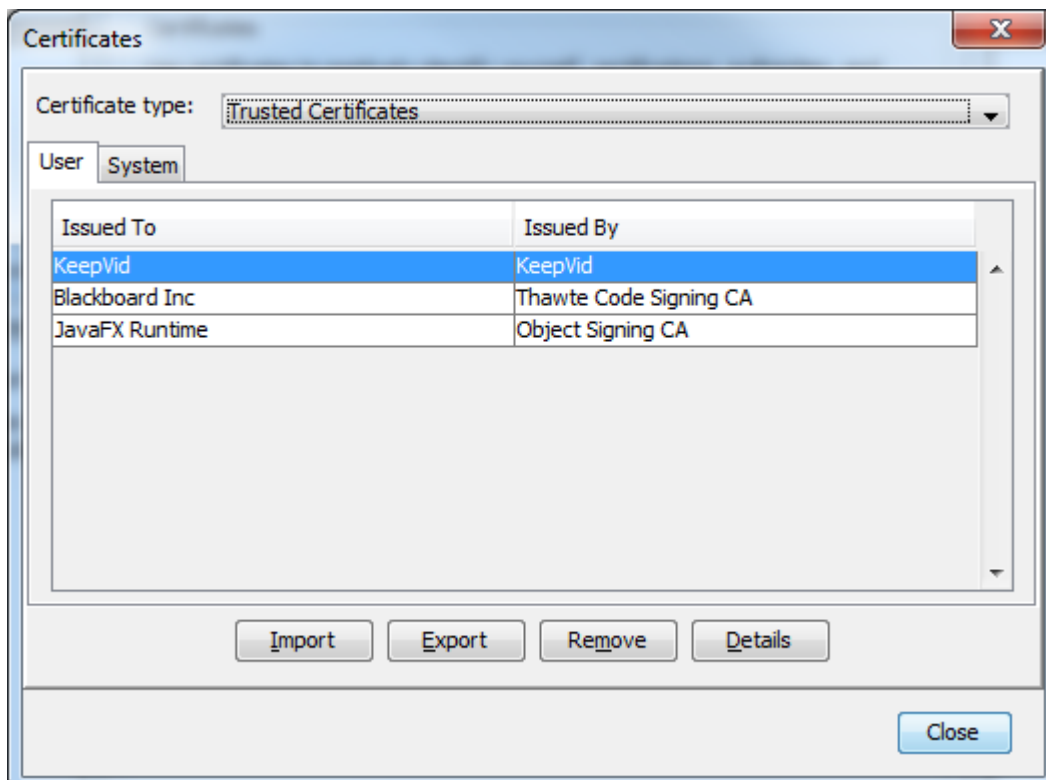 Certificates
Certificate type: Trusted Certificates
User System
Issued To Issued By
KeepVid KeepVid
Blackboard Inc Thawte Code Signing CA
JavaFX Runtime Object Signing CA
Import Export Remove Details
Close